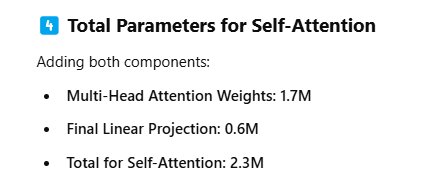 4 Total Parameters for Self-Attention
Adding both components:
• Multi-Head Attention Weights: 1.7M
• Final Linear Projection: 0.6M
• Total for Self-Attention: 2.3M